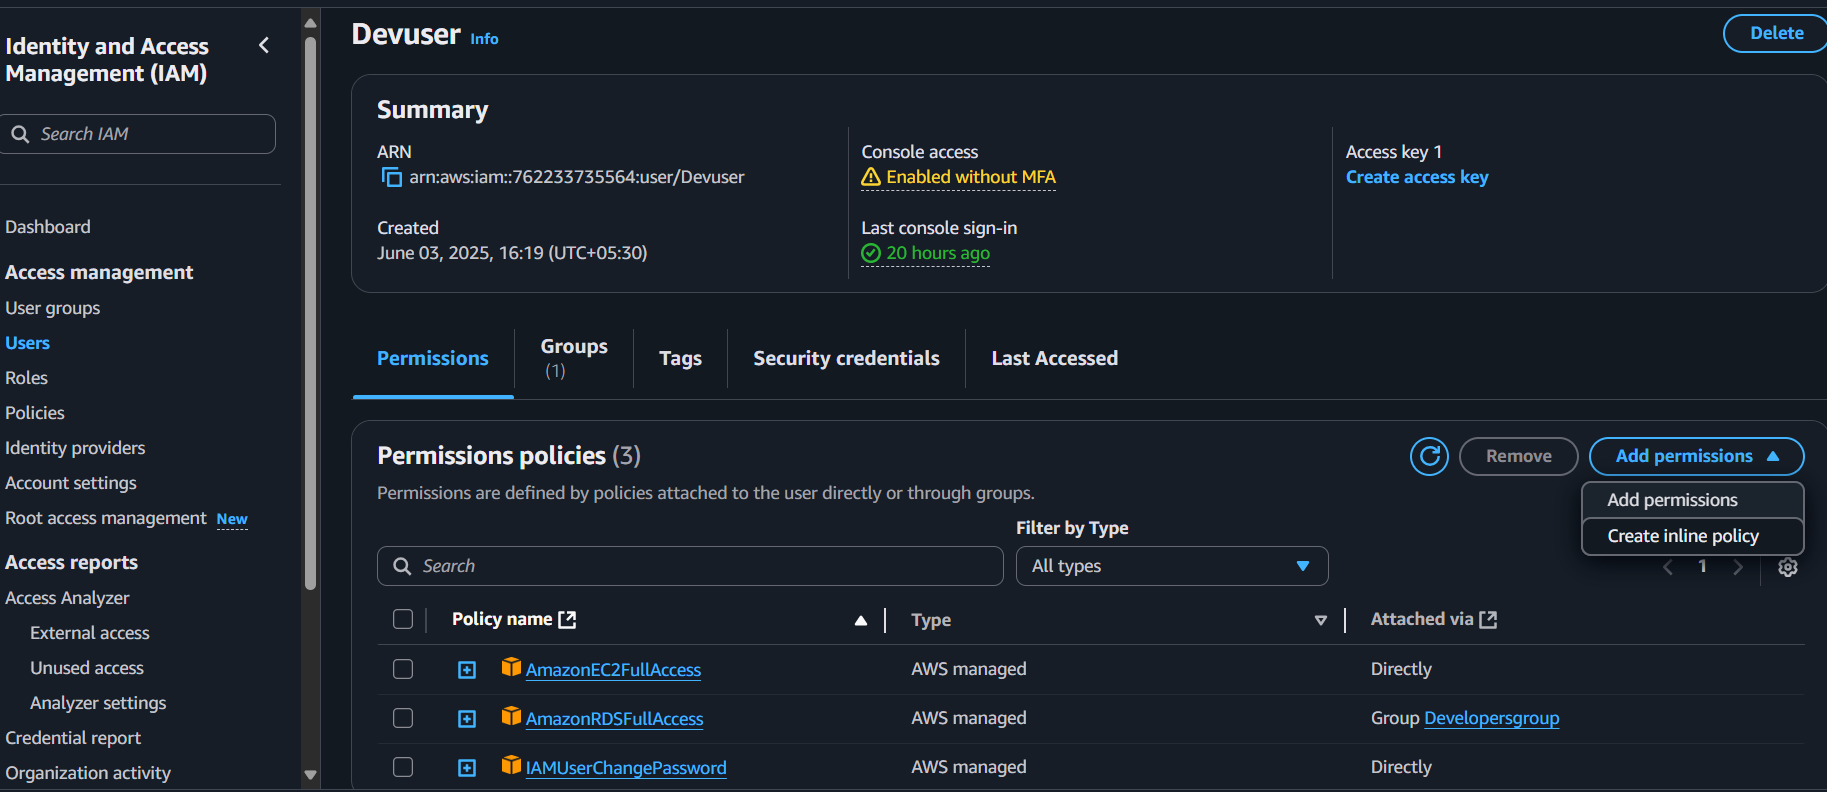 Identity and Access
Management (IAM)
Search IAM
Dashboard
Access management
User groups
Users
Roles
Policies
Identity providers
Account settings
Root access management New
Access reports
Access Analyzer
External access
Unused access
Analyzer settings
Credential report
Organization activity
Devuser Info
Delete
Summary
ARN
arn:aws:iam::762233735564:user/Devuser
Created
June 03, 2025, 16:19 (UTC+05:30)
Console access
Enabled without MFA
Last console sign-in
20 hours ago
Access key 1
Create access key
Permissions
Groups
(1)
Tags
Security credentials
Last Accessed
Permissions policies (3)
Permissions are defined by policies attached to the user directly or through groups.
Remove
Add permissions
Add permissions
Create inline policy
Filter by Type
Search
All types
1
Policy name Type Attached via
AmazonEC2FullAccess AWS managed Directly
AmazonRDSFullAccess AWS managed Group Developersgroup
IAMUserChangePassword AWS managed Directly